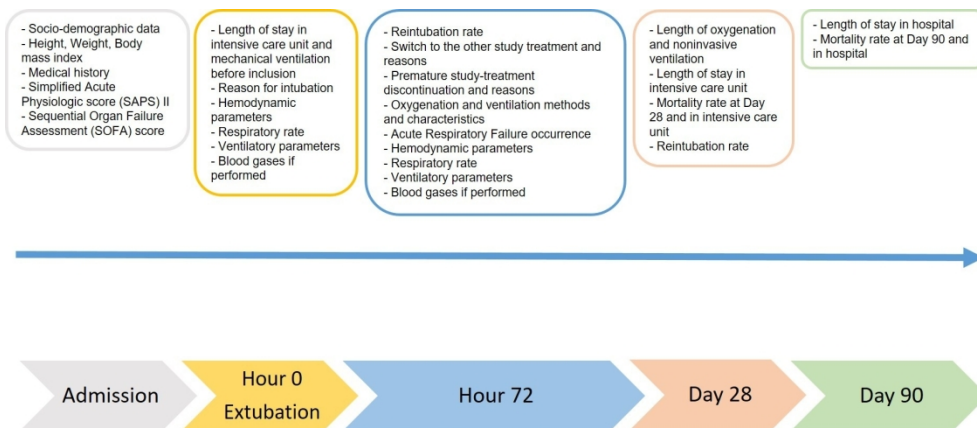 - Socio-demographic data
- Height, Weight, Body
mass index
- Medical history
- Simplified Acute
Physiologic score (SAPS) II
- Sequential Organ Failure
Assessment (SOFA) score
- Length of stay in
intensive care unit and
mechanical ventilation
before inclusion
- Reason for intubation
- Hemodynamic
parameters
- Respiratory rate
- Ventilatory parameters
- Blood gases if
performed
- Reintubation rate
- Switch to the other study treatment and
reasons
- Premature study-treatment
discontinuation and reasons
- Oxygenation and ventilation methods
and characteristics
- Acute Respiratory Failure occurrence
- Hemodynamic parameters
- Respiratory rate
- Ventilatory parameters
- Blood gases if performed
- Length of oxygenation
and noninvasive
ventilation
- Length of stay in
intensive care unit
- Mortality rate at Day
28 and in intensive care
unit
- Reintubation rate
- Length of stay in hospital
- Mortality rate at Day 90 and
in hospital
Admission
Hour 0
Extubation
Hour 72
Day 28
Day 90